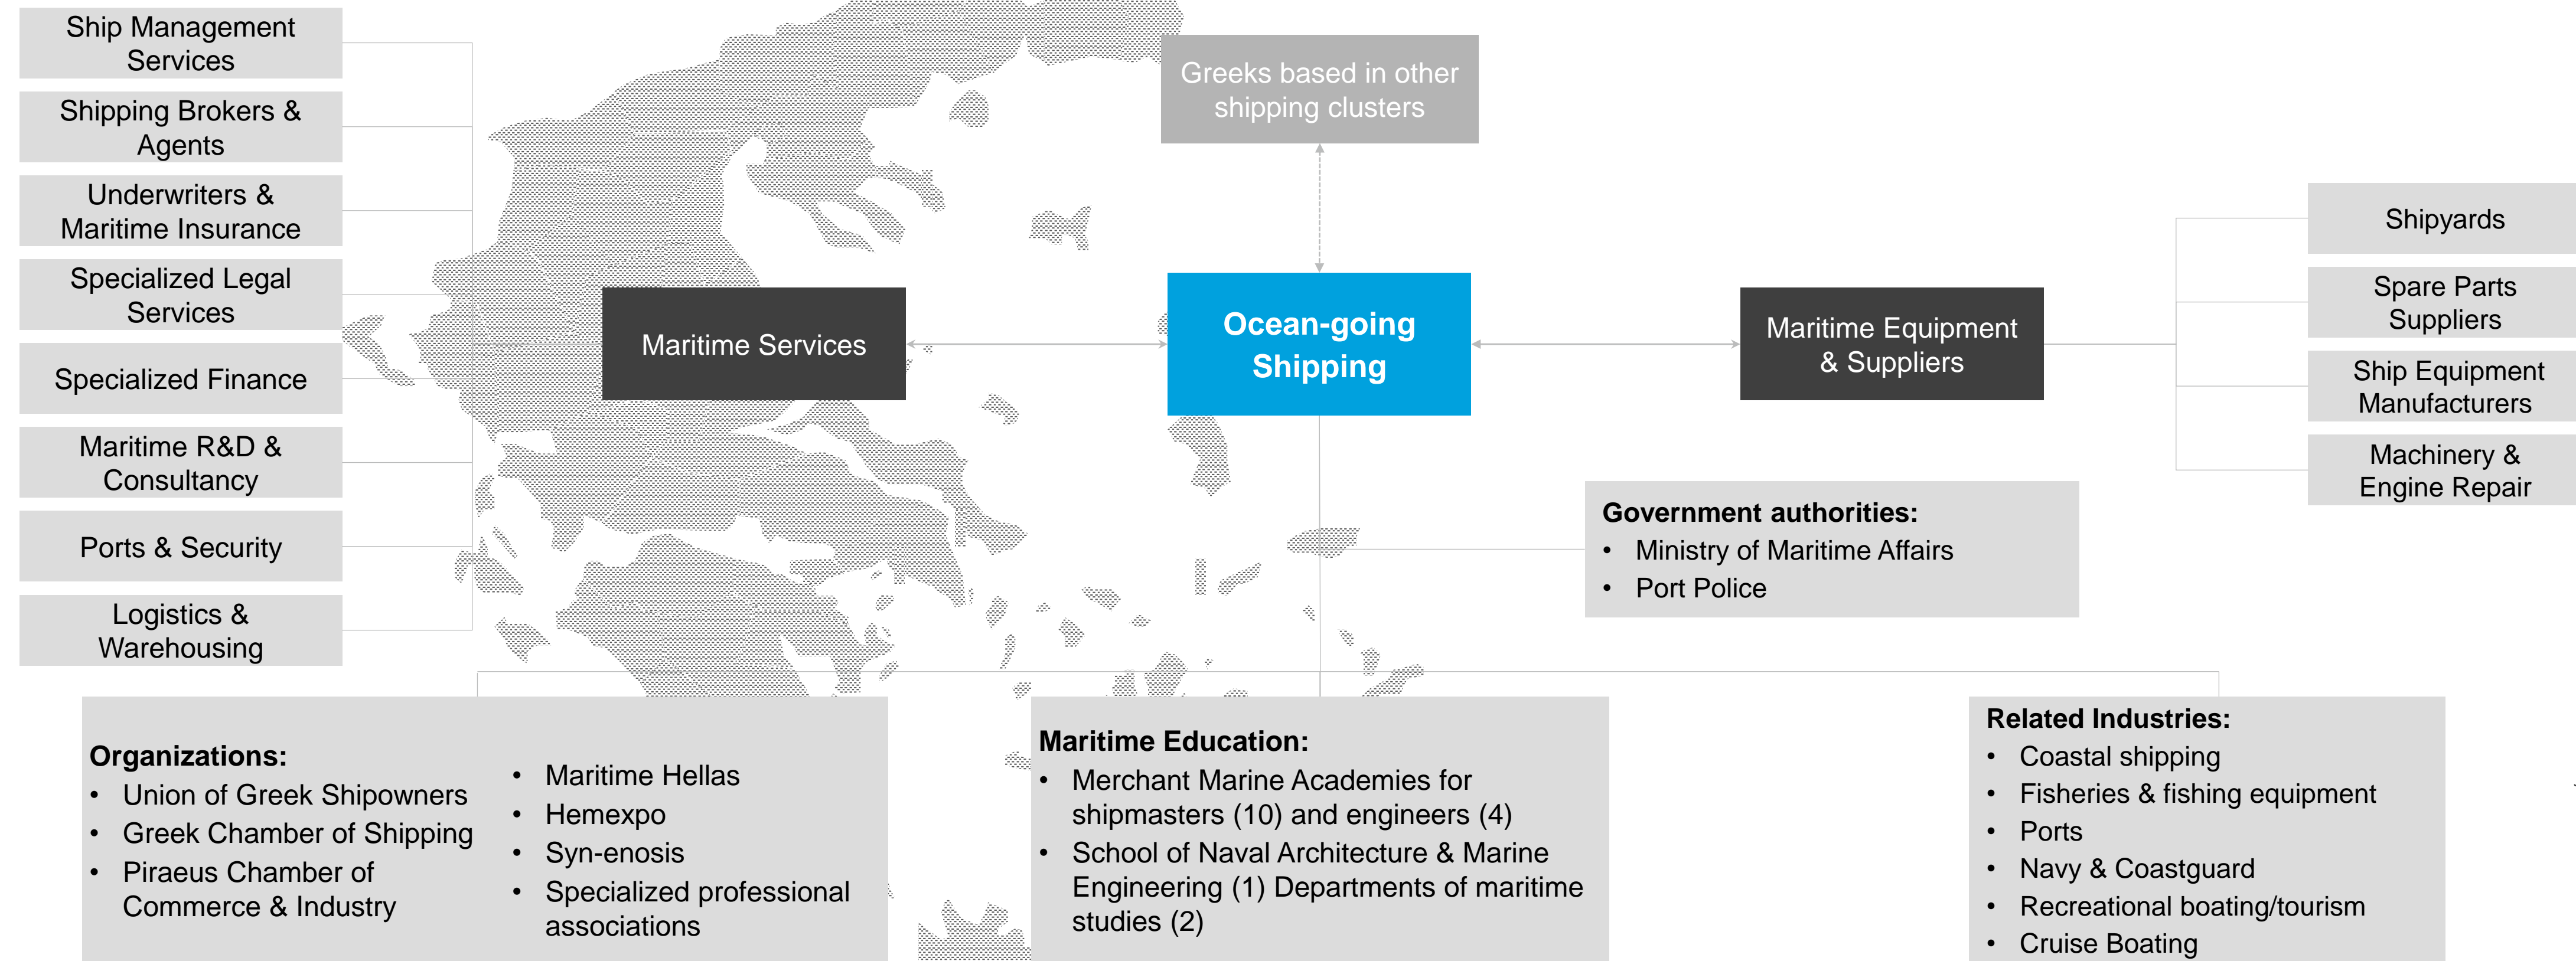 Ship Management
Services
Shipping Brokers &
Agents
Underwriters &
Maritime Insurance
Specialized Legal
Services
Specialized Finance
Maritime R&D &
Consultancy
Ports & Security
Logistics &
Warehousing
Greeks based in other
shipping clusters
Maritime Services
Ocean-going
Shipping
Maritime Equipment
& Suppliers
Shipyards
Spare Parts
Suppliers
Ship Equipment
Manufacturers
Machinery &
Engine Repair
Government authorities:
• Ministry of Maritime Affairs
• Port Police
Organizations:
• Union of Greek Shipowners
• Greek Chamber of Shipping
• Piraeus Chamber of
Commerce & Industry
• Maritime Hellas
• Hemexpo
• Syn-enosis
• Specialized professional
associations
Maritime Education:
• Merchant Marine Academies for
shipmasters (10) and engineers (4)
• School of Naval Architecture & Marine
Engineering (1) Departments of maritime
studies (2)
Related Industries:
• Coastal shipping
• Fisheries & fishing equipment
• Ports
• Navy & Coastguard
• Recreational boating/tourism
• Cruise Boating